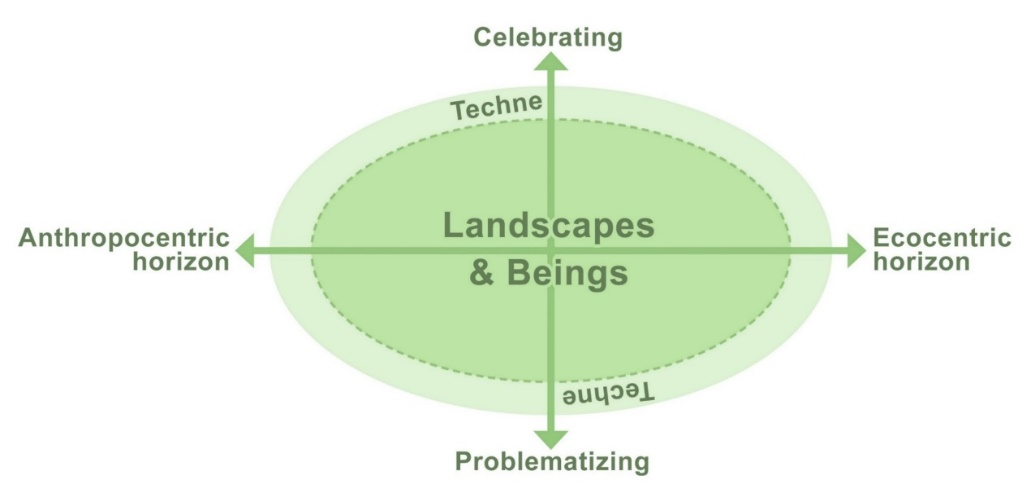 Celebrating
Techne
Anthropocentric
horizon
Landscapes
& Beings
Ecocentric
horizon
Techne
Problematizing